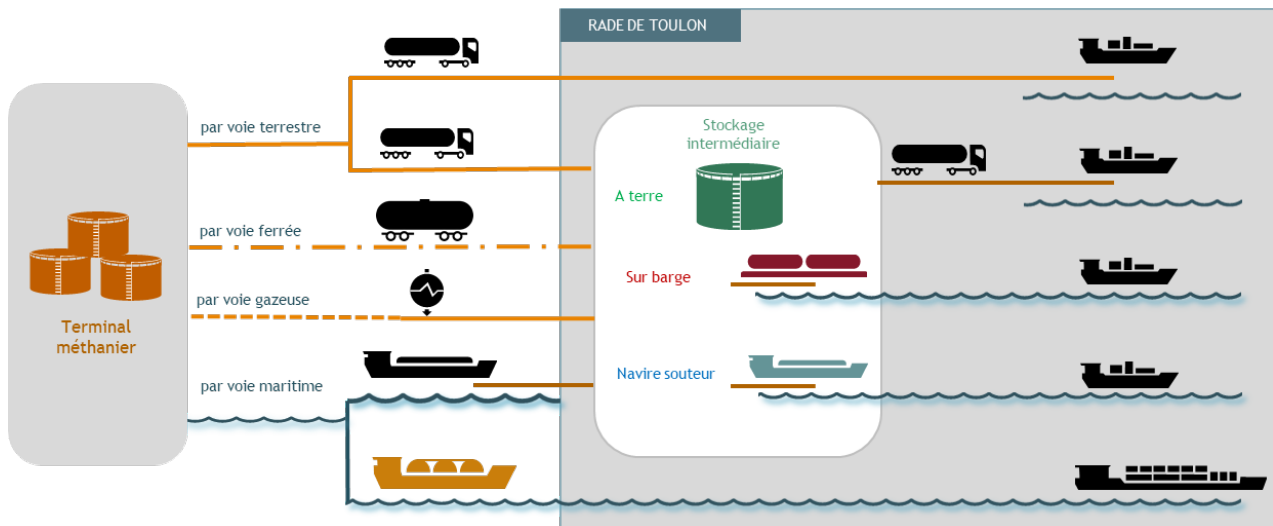 RADE DE TOULON
par voie terrestre
Stockage
intermédiaire
A terre
par voie ferrée
Sur barge
par voie gazeuse
Terminal
méthanier
par voie maritime
Navire souteur